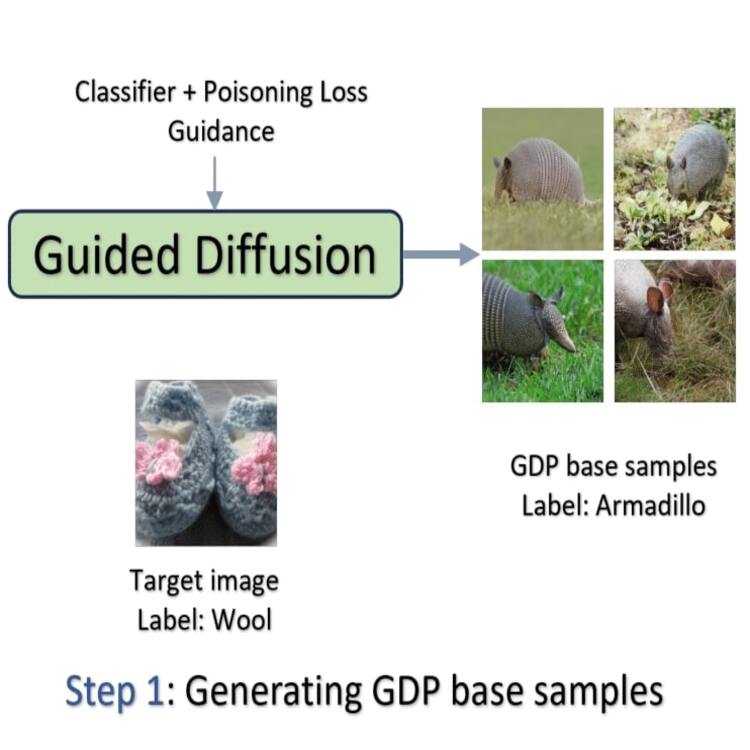 Classifier + Poisoning Loss
Guidance
Guided Diffusion
GDP base samples
Label: Armadillo
Target image
Label: Wool
Step 1: Generating GDP base samples